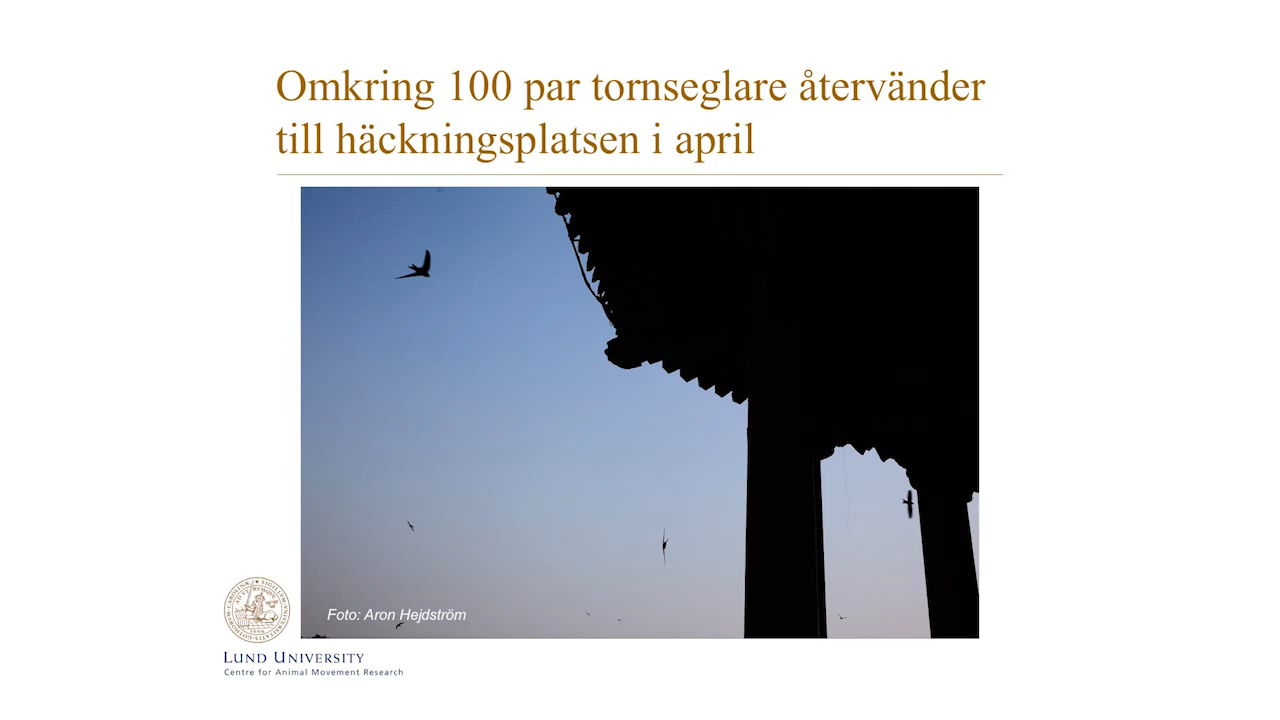 Omkring 100 par tornseglare återvänder
till häckningsplatsen i april
Foto: Aron Hejdström
LUND UNIVERSITY
Centre for Animal Movement Research